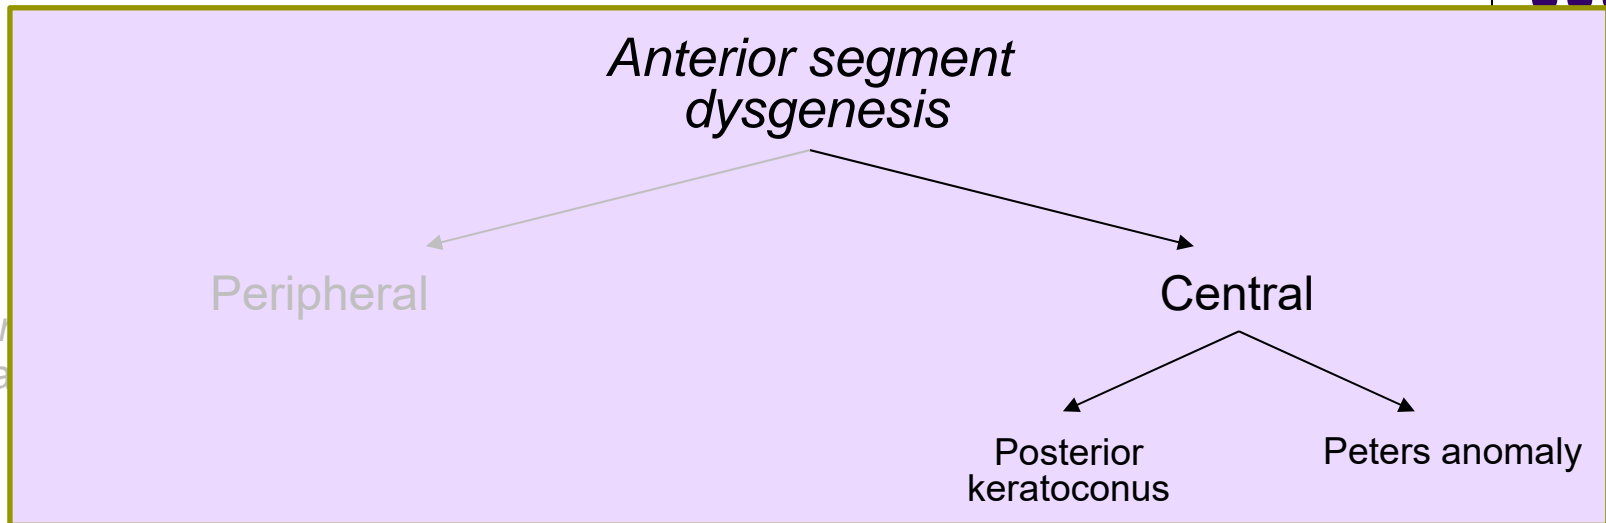 Anterior segment
dysgenesis
Peripheral
Central
Posterior
keratoconus
Peters anomaly